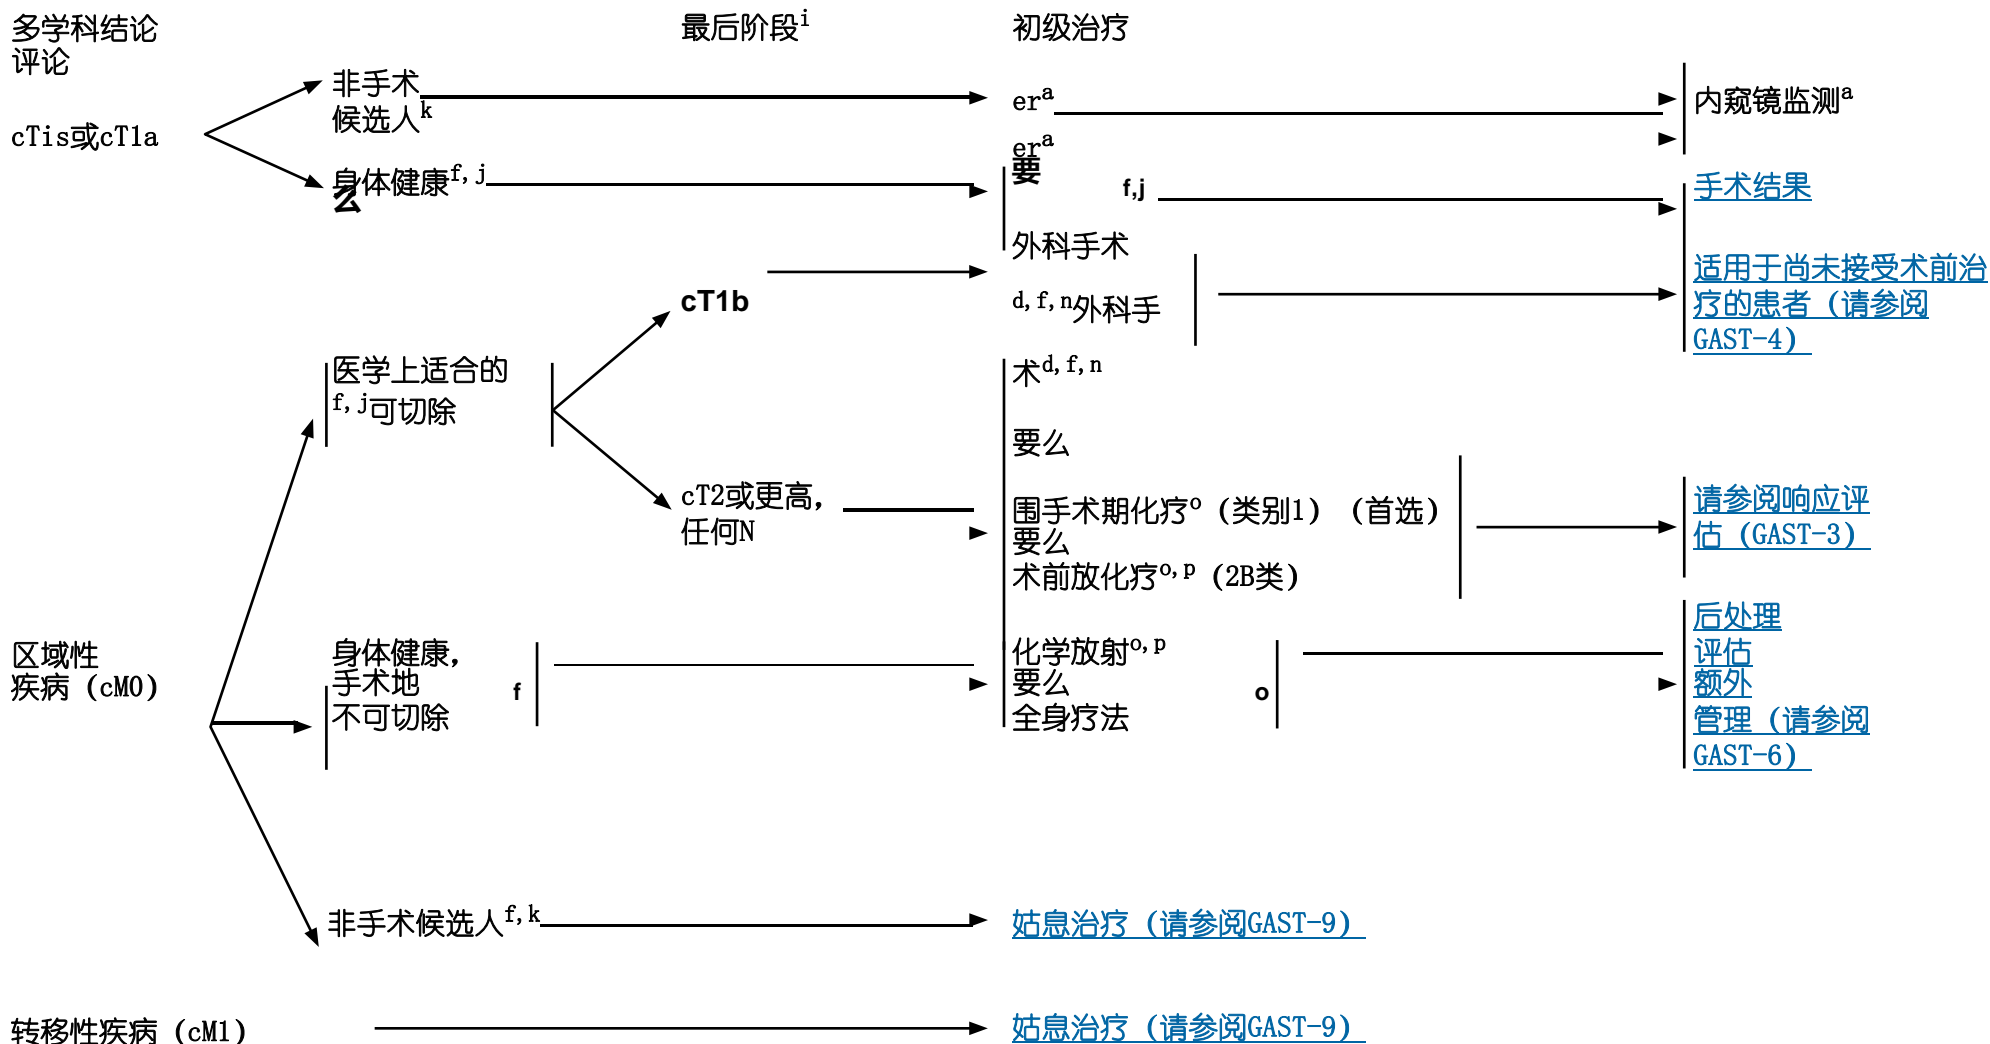 多学科结论
评论
最后阶段i
初级治疗
cTis或cT1a
非手术
候选人k
era
era
内窥镜监测a
身体健康f, j
么
要
f,j
手术结果
外科手术
d, f, n外科手
术d, f, n
适用于尚未接受术前治
疗的患者（请参阅
GAST-4）
cT1b
医学上适合的
f, j可切除
要么
cT2或更高，
任何N
围手术期化疗o（类别1）（首选）
要么
术前放化疗o, p（2B类）
请参阅响应评
估（GAST-3）
区域性
疾病（cM0）
身体健康，
手术地
不可切除
f
化学放射o, p
要么
全身疗法
o
后处理
评估
额外
管理（请参阅
GAST-6）
非手术候选人f, k
姑息治疗（请参阅GAST-9）
转移性疾病（cM1）
姑息治疗（请参阅GAST-9）